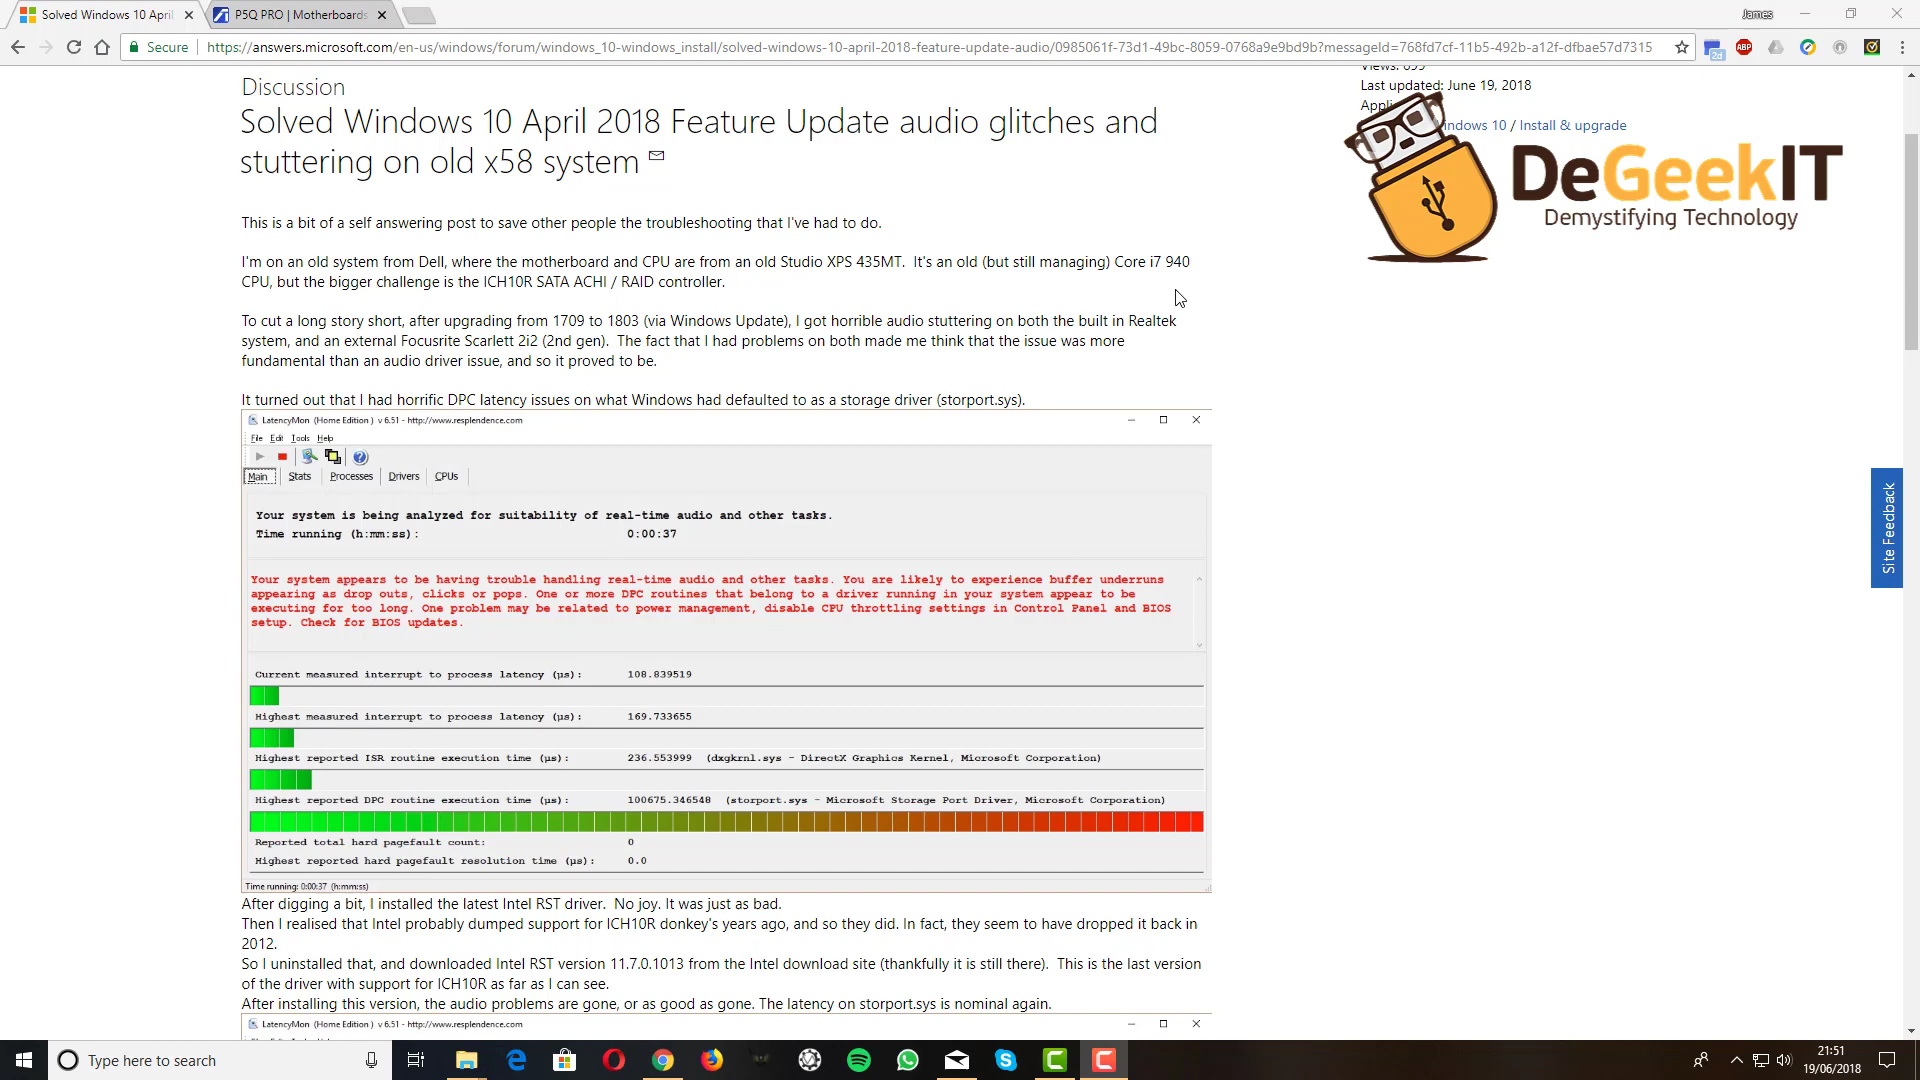 Solved Windows 10 April
P5Q PRO | Motherboards
James
Secure
https://answers.microsoft.com/en-us/windows/forum/windows_10-windows_install/solved-windows-10-april-2018-feature-update-audio/0985061f-73d1-49bc-8059-0768a9e9bd9b?messageId=768fd7cf-11b5-492b-a12f-dfbae57d7315
2d
ABP
Views: 899
Discussion
Last updated: June 19, 2018
Solved Windows 10 April 2018 Feature Update audio glitches and
stuttering on old x58 system
Appli
indows 10 / Install & upgrade
DeGeekIT
Demystifying Technology
This is a bit of a self answering post to save other people the troubleshooting that I've had to do.
I'm on an old system from Dell, where the motherboard and CPU are from an old Studio XPS 435MT. It's an old (but still managing) Core i7 940
CPU, but the bigger challenge is the ICH10R SATA ACHI / RAID controller.
To cut a long story short, after upgrading from 1709 to 1803 (via Windows Update), I got horrible audio stuttering on both the built in Realtek
system, and an external Focusrite Scarlett 2i2 (2nd gen). The fact that I had problems on both made me think that the issue was more
fundamental than an audio driver issue, and so it proved to be.
It turned out that I had horrific DPC latency issues on what Windows had defaulted to as a storage driver (storport.sys).
LatencyMon (Home Edition ) v 6.51 - http://www.resplendence.com
File Edit Tools Help
Main Stats Processes Drivers CPUs
Your system is being analyzed for suitability of real-time audio and other tasks.
Time running (h:mm:ss): 0:00:37
Your system appears to be having trouble handling real-time audio and other tasks. You are likely to experience buffer underruns
appearing as drop outs, clicks or pops. One or more DPC routines that belong to a driver running in your system appear to be
executing for too long. One problem may be related to power management, disable CPU throttling settings in Control Panel and BIOS
setup. Check for BIOS updates.
Current measured interrupt to process latency (µs): 108.839519
Highest measured interrupt to process latency (µs): 169.733655
Highest reported ISR routine execution time (µs): 236.553999 (dxgkrnl.sys - DirectX Graphics Kernel, Microsoft Corporation)
Highest reported DPC routine execution time (µs): 100675.346548 (storport.sys - Microsoft Storage Port Driver, Microsoft Corporation)
Reported total hard pagefault count: 0
Highest reported hard pagefault resolution time (µs): 0.0
Time running: 0:00:37 (h:mm:ss)
Site Feedback
After digging a bit, I installed the latest Intel RST driver. No joy. It was just as bad.
Then I realised that Intel probably dumped support for ICH10R donkey's years ago, and so they did. In fact, they seem to have dropped it back in
2012.
So I uninstalled that, and downloaded Intel RST version 11.7.0.1013 from the Intel download site (thankfully it is still there). This is the last version
of the driver with support for ICH10R as far as I can see.
After installing this version, the audio problems are gone, or as good as gone. The latency on storport.sys is nominal again.
LatencyMon (Home Edition ) v 6.51 - http://www.resplendence.com
Type here to search
21:51
19/06/2018